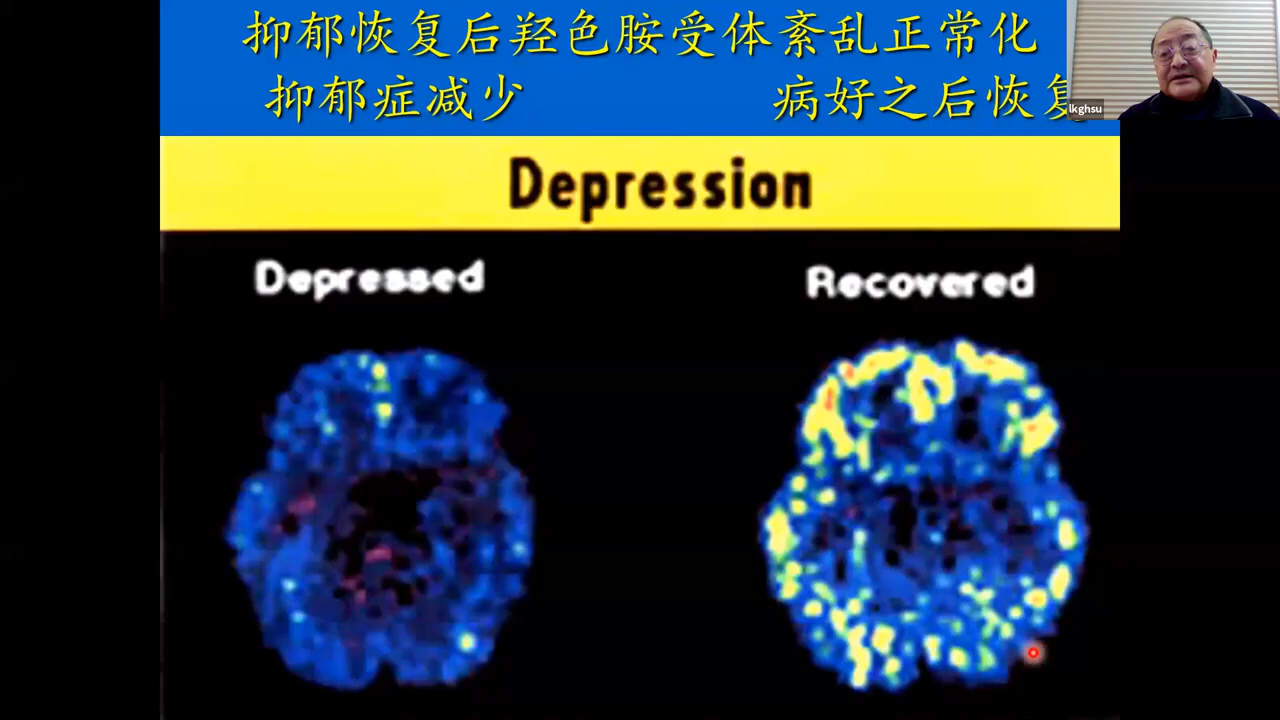 抑郁恢复后羟色胺受体紊乱正常化
抑郁症减少 病好之后恢复
lkghsu
Depression
Depressed Recovered